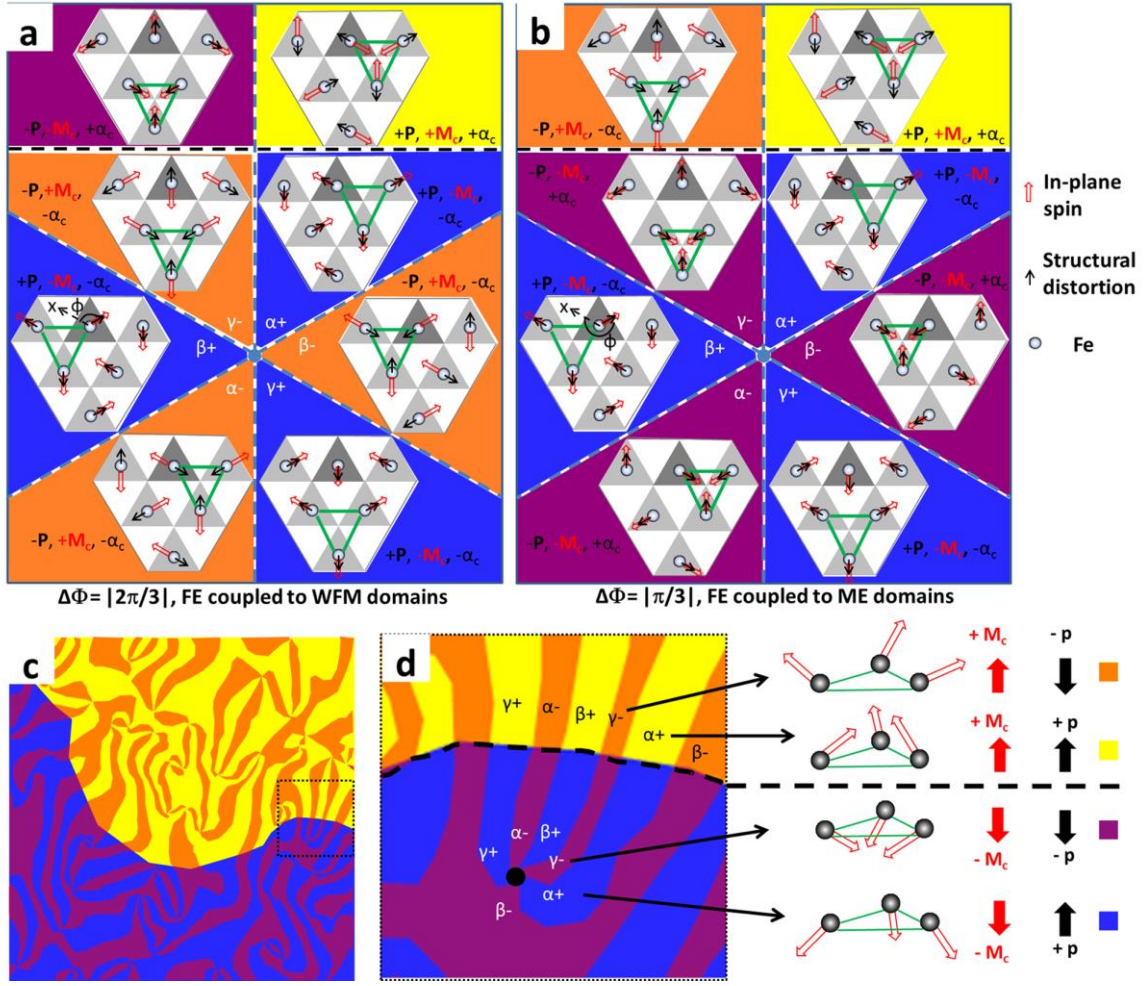 a
-P, -Mc, +αc
+P, +Mc, +αc
-P, +Mc,
-αc
+P, -Mc,
-αc
+P, -Mc, -αc
-P, +Mc, -αc
X
Φ
γ-
α+
β+
β-
α-
γ+
-P, +Mc, -αc
+P, -Mc, -αc
ΔΦ= |2π/3|, FE coupled to WFM domains
b
-P, +Mc, -αc
+P, +Mc, +αc
-P, -Mc,
+αc
+P, -Mc,
-αc
+P, -Mc, -αc
-P, -Mc, +αc
X
Φ
γ-
α+
β+
β-
α-
γ+
-P, -Mc, +αc
+P, -Mc, -αc
ΔΦ= |π/3|, FE coupled to ME domains
In-plane
spin
Structural
distortion
Fe
c
d
γ+
α-
β+
γ-
α+
β-
α-
β+
γ+
γ-
α+
β-
+ Mc
- p
+ Mc
+ p
- Mc
- p
- Mc
+ p